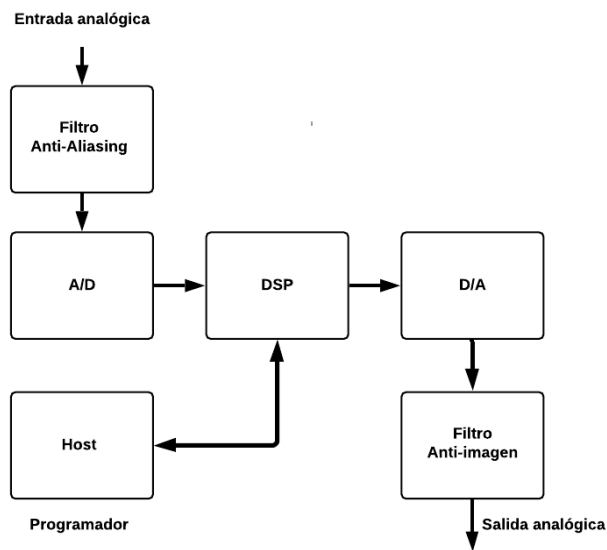 Entrada analógica
Filtro
Anti-Aliasing
A/D
DSP
D/A
Host
Filtro
Anti-imagen
Programador
Salida analógica